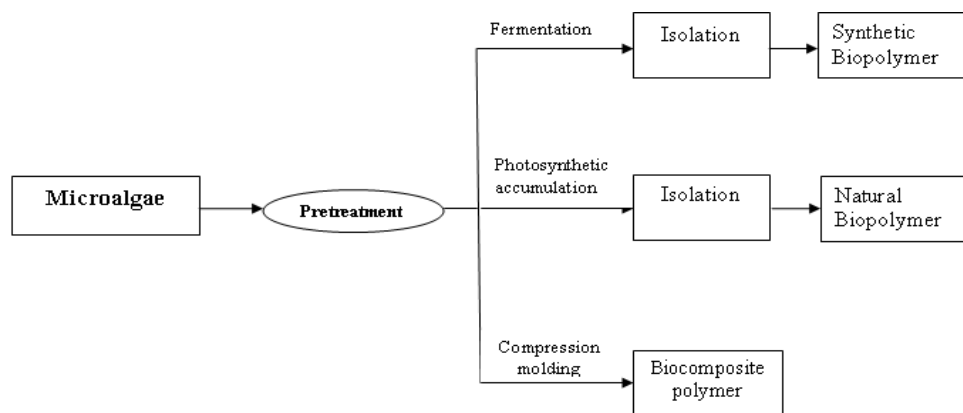 Fermentation
Isolation
Synthetic
Biopolymer
Microalgae
Pretreatment
Photosynthetic
accumulation
Isolation
Natural
Biopolymer
Compression
molding
Biocomposite
polymer